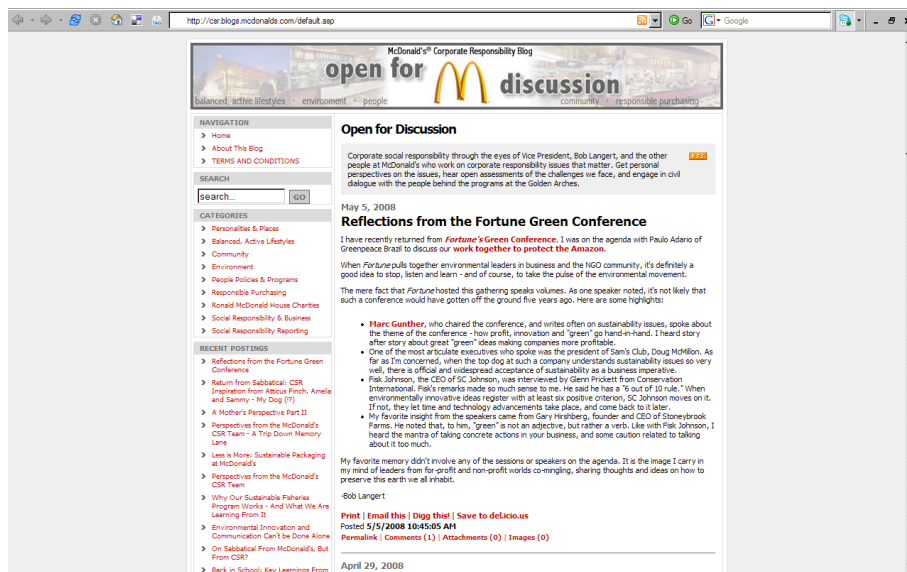 http://csr.blogs.mcdonalds.com/default.asp
Go
Google
McDonald's® Corporate Responsibility Blog
open for discussion
balanced, active lifestyles · environment · people
community · responsible purchasing
NAVIGATION
Home
About This Blog
TERMS AND CONDITIONS
SEARCH
search...
GO
CATEGORIES
Personalities & Places
Balanced, Active Lifestyles
Community
Environment
People Policies & Programs
Responsible Purchasing
Ronald McDonald House Charities
Social Responsibility & Business
Social Responsibility Reporting
RECENT POSTINGS
Reflections from the Fortune Green
Conference
Return from Sabbatical: CSR
Inspiration from Atticus Finch, Amelia
and Sammy - My Dog (!?)
A Mother's Perspective Part II
Perspectives from the McDonald's
CSR Team - A Trip Down Memory
Lane
Less is More: Sustainable Packaging
at McDonald's
Perspectives from the McDonald's
CSR Team
Why Our Sustainable Fisheries
Program Works - And What We Are
Learning From It
Environmental Innovation and
Communication Can't be Done Alone
On Sabbatical From McDonald's, But
From CSR?
Back in School: Key Learnings From
Open for Discussion
Corporate social responsibility through the eyes of Vice President, Bob Langert, and the other
people at McDonald's who work on corporate responsibility issues that matter. Get personal
perspectives on the issues, hear open assessments of the challenges we face, and engage in civil
dialogue with the people behind the programs at the Golden Arches.
RSS
May 5, 2008
Reflections from the Fortune Green Conference
I have recently returned from Fortune's Green Conference. I was on the agenda with Paulo Adario of
Greenpeace Brazil to discuss our work together to protect the Amazon.
When Fortune pulls together environmental leaders in business and the NGO community, it's definitely a
good idea to stop, listen and learn - and of course, to take the pulse of the environmental movement.
The mere fact that Fortune hosted this gathering speaks volumes. As one speaker noted, it's not likely that
such a conference would have gotten off the ground five years ago. Here are some highlights:
Marc Gunther, who chaired the conference, and writes often on sustainability issues, spoke about
the theme of the conference - how profit, innovation and "green" go hand-in-hand. I heard story
after story about great "green" ideas making companies more profitable.
One of the most articulate executives who spoke was the president of Sam's Club, Doug McMillon. As
far as I'm concerned, when the top dog at such a company understands sustainability issues so very
well, there is official and widespread acceptance of sustainability as a business imperative.
Fisk Johnson, the CEO of SC Johnson, was interviewed by Glenn Prickett from Conservation
International. Fisk's remarks made so much sense to me. He said he has a "6 out of 10 rule." When
environmentally innovative ideas register with at least six positive criterion, SC Johnson moves on it.
If not, they let time and technology advancements take place, and come back to it later.
My favorite insight from the speakers came from Gary Hirshberg, founder and CEO of Stoneybrook
Farms. He noted that, to him, "green" is not an adjective, but rather a verb. Like with Fisk Johnson, I
heard the mantra of taking concrete actions in your business, and some caution related to talking
about it too much.
My favorite memory didn't involve any of the sessions or speakers on the agenda. It is the image I carry in
my mind of leaders from for-profit and non-profit worlds co-mingling, sharing thoughts and ideas on how to
preserve this earth we all inhabit.
-Bob Langert
Print | Email this | Digg this! | Save to del.icio.us
Posted 5/5/2008 10:45:05 AM
Permalink | Comments (1) | Attachments (0) | Images (0)
April 29, 2008